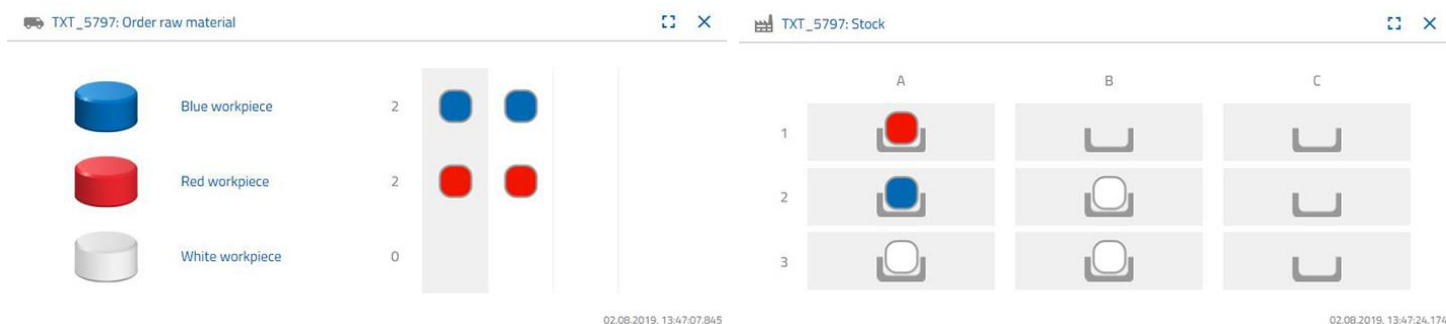 TXT_5797: Order raw material
Blue workpiece 2
Red workpiece 2
White workpiece 0
02.08.2019, 13:47:07.845
TXT_5797: Stock
A B C
1
2
3
02.08.2019, 13:47:24.174